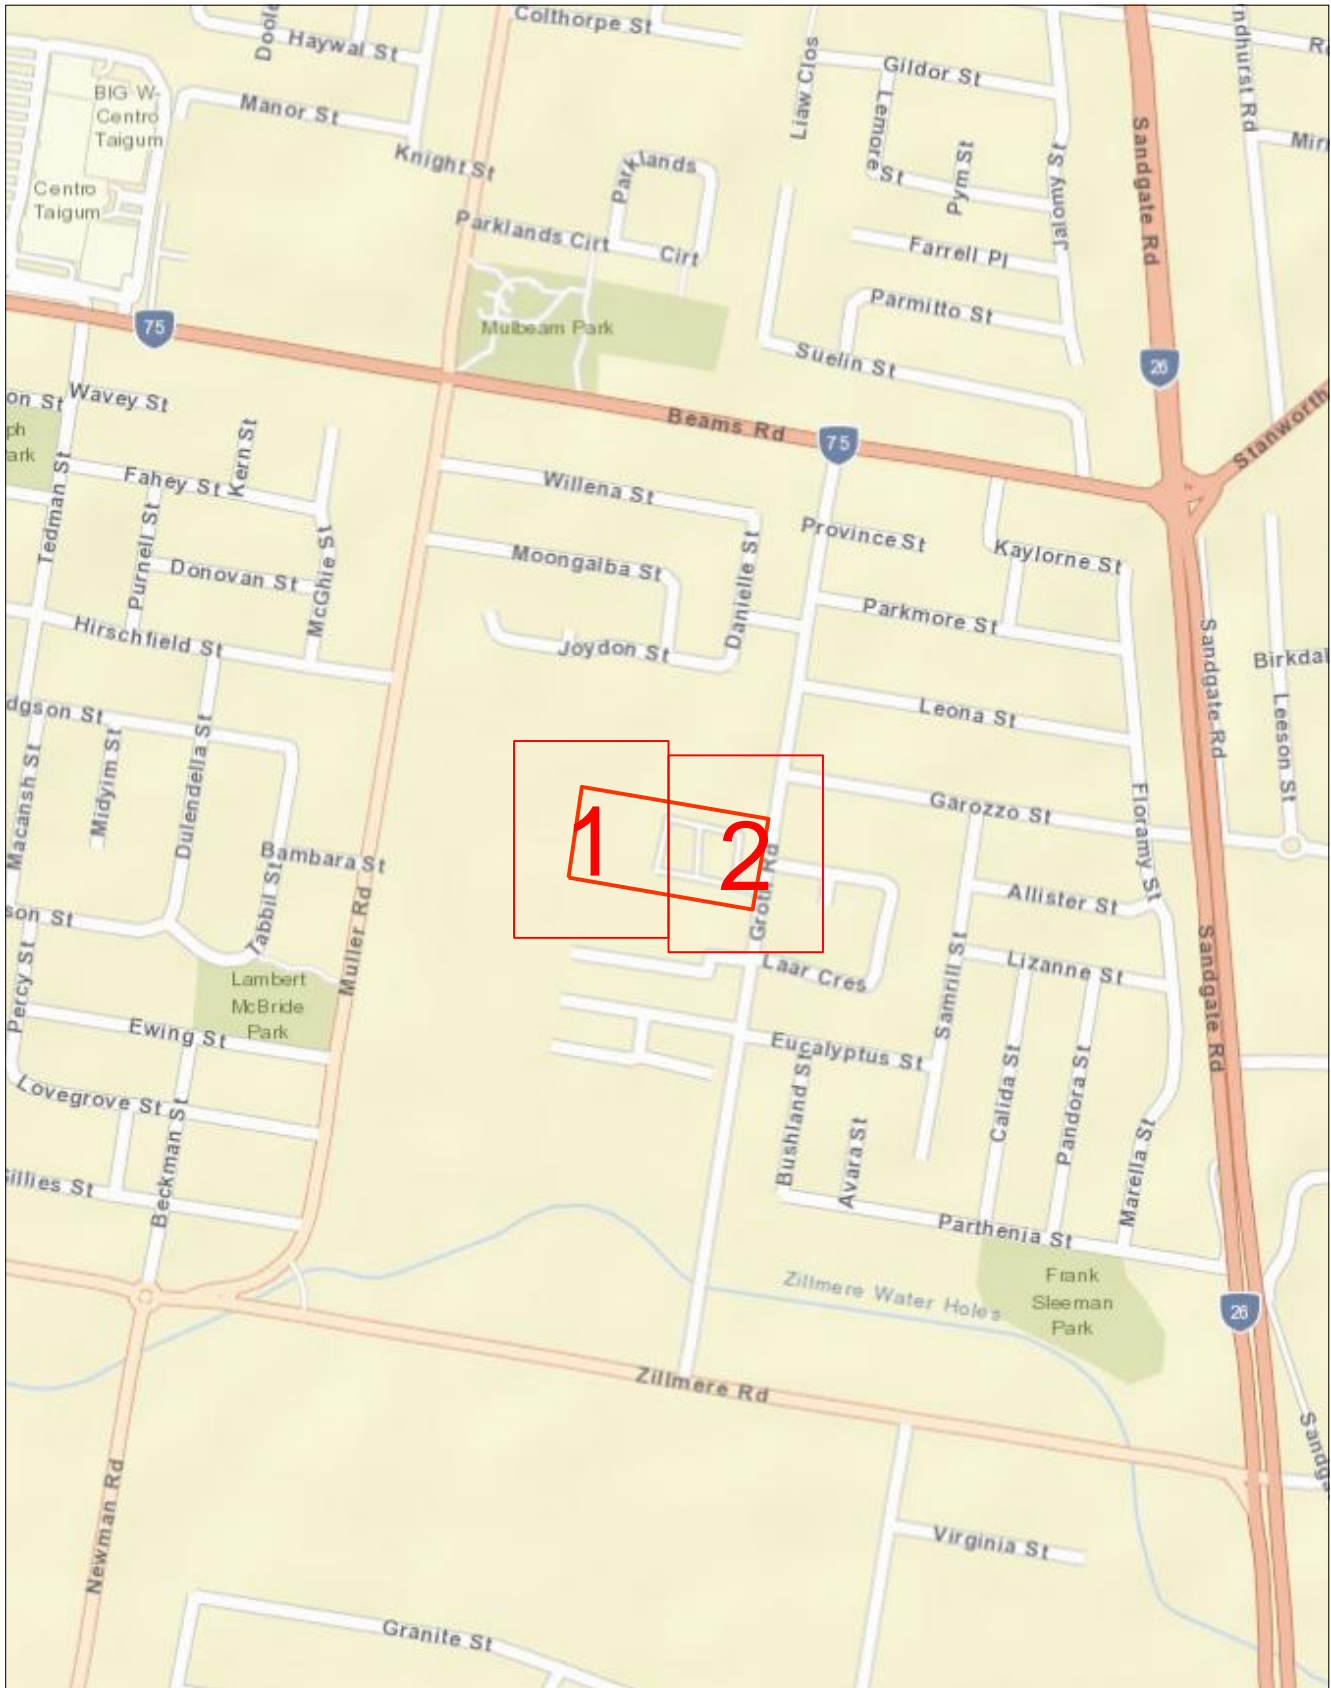 Colthorpe St
Haywal St
Manor St
Knight St
BIG W-
Centro
Taigum
Centro
Taigum
Parklands
Parklands Cirt
Cirt
Mulbeam Park
Liaw Clos
Gildor St
Lemore St
Pym St
Jalomy St
Farrell Pl
Parmitto St
Suelin St
Sandgate Rd
75
26
Beams Rd
75
Stanworth
Wavey St
Kern St
Fahey St
Tedman St
Purnell St
Donovan St
McGhie St
Hirschfield St
Willena St
Moongalba St
Danielle St
Joydon St
Province St
Kaylorne St
Parkmore St
Leona St
Sandgate Rd
Leeson St
Macansh St
Midyim St
Dulendella St
Bambara St
Tabbil St
Muller Rd
1
2
Groth Rd
Garozzo St
Floramy St
Allister St
Lizanne St
Laar Cres
Samrill St
Sandgate Rd
Percy St
Lambert
McBride
Park
Ewing St
Lovegrove St
Beckman St
Eucalyptus St
Bushland St
Avara St
Calida St
Pandora St
Marella St
Parthenia St
Zillmere Water Holes
Frank
Sleeman
Park
26
Zillmere Rd
Newman Rd
Virginia St
Granite St